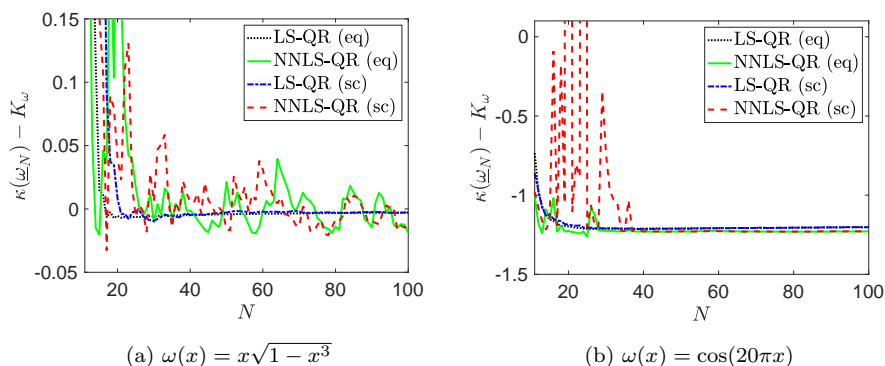 0.15
0.1
0.05
0
-0.05
κ(ω_N) − K_ω
20 40 60 80 100
N
LS-QR (eq)
NNLS-QR (eq)
LS-QR (sc)
NNLS-QR (sc)
(a) ω(x) = x√(1 − x³)
0
-0.5
-1
-1.5
κ(ω_N) − K_ω
20 40 60 80 100
N
LS-QR (eq)
NNLS-QR (eq)
LS-QR (sc)
NNLS-QR (sc)
(b) ω(x) = cos(20πx)